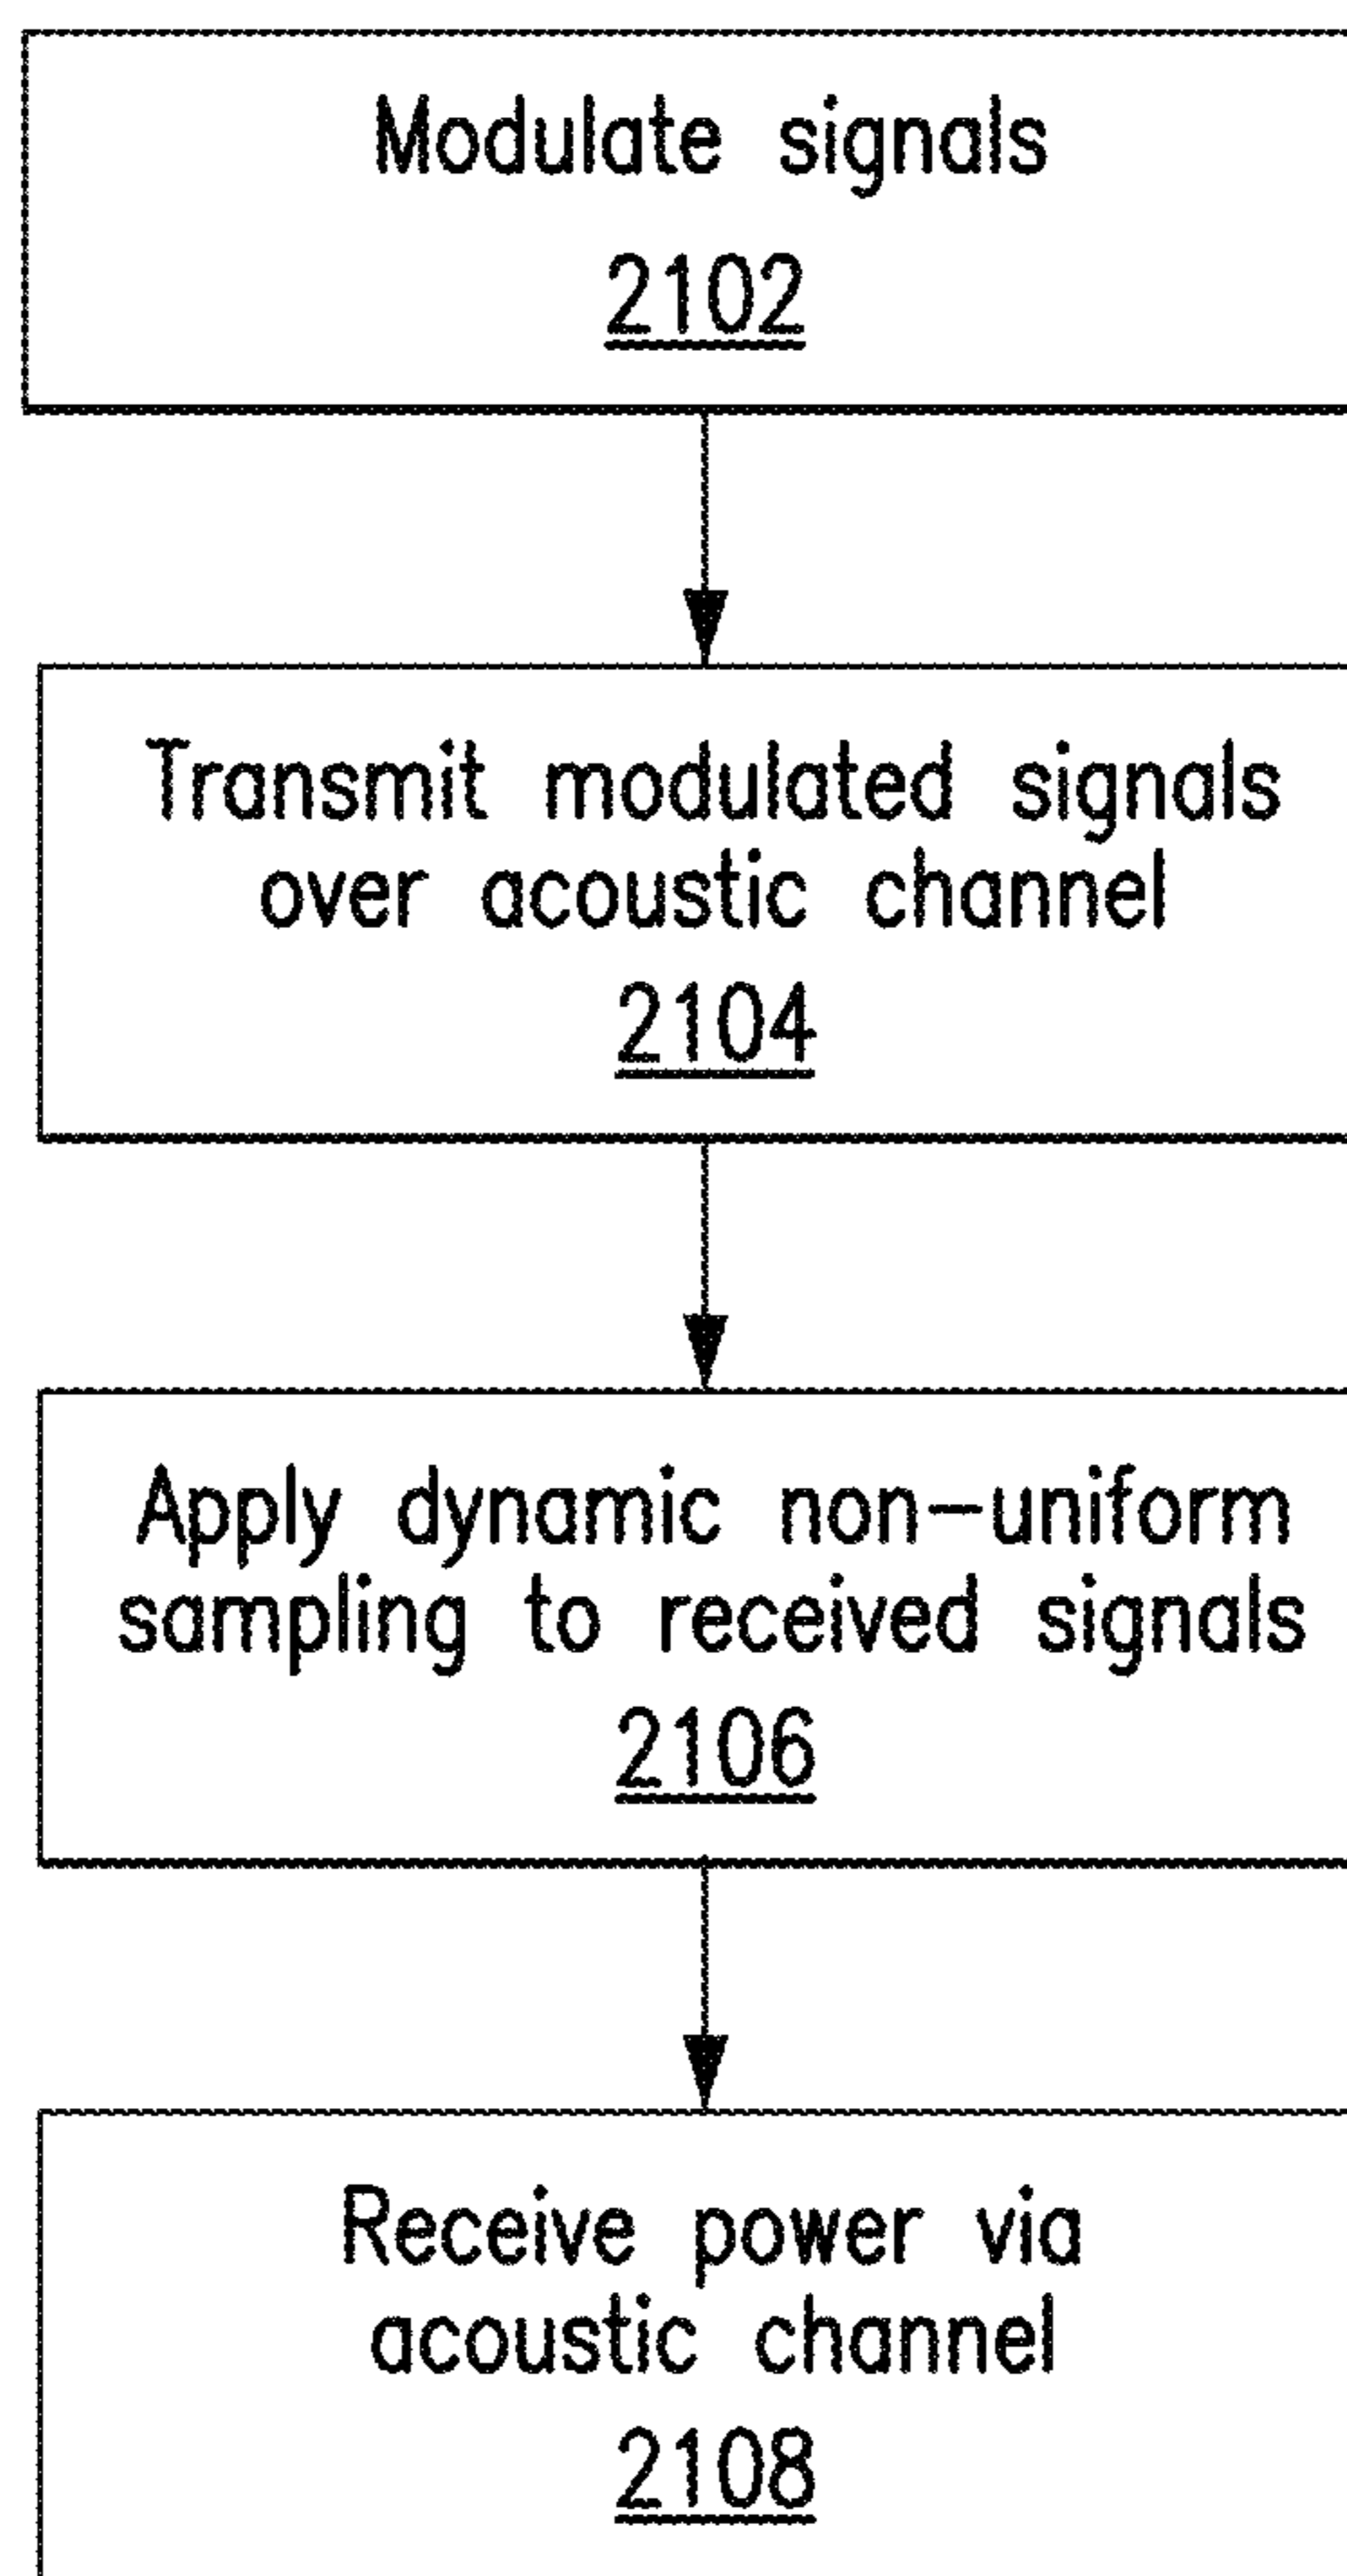 Modulate signals
2102
Transmit modulated signals
over acoustic channel
2104
Apply dynamic non-uniform
sampling to received signals
2106
Receive power via
acoustic channel
2108